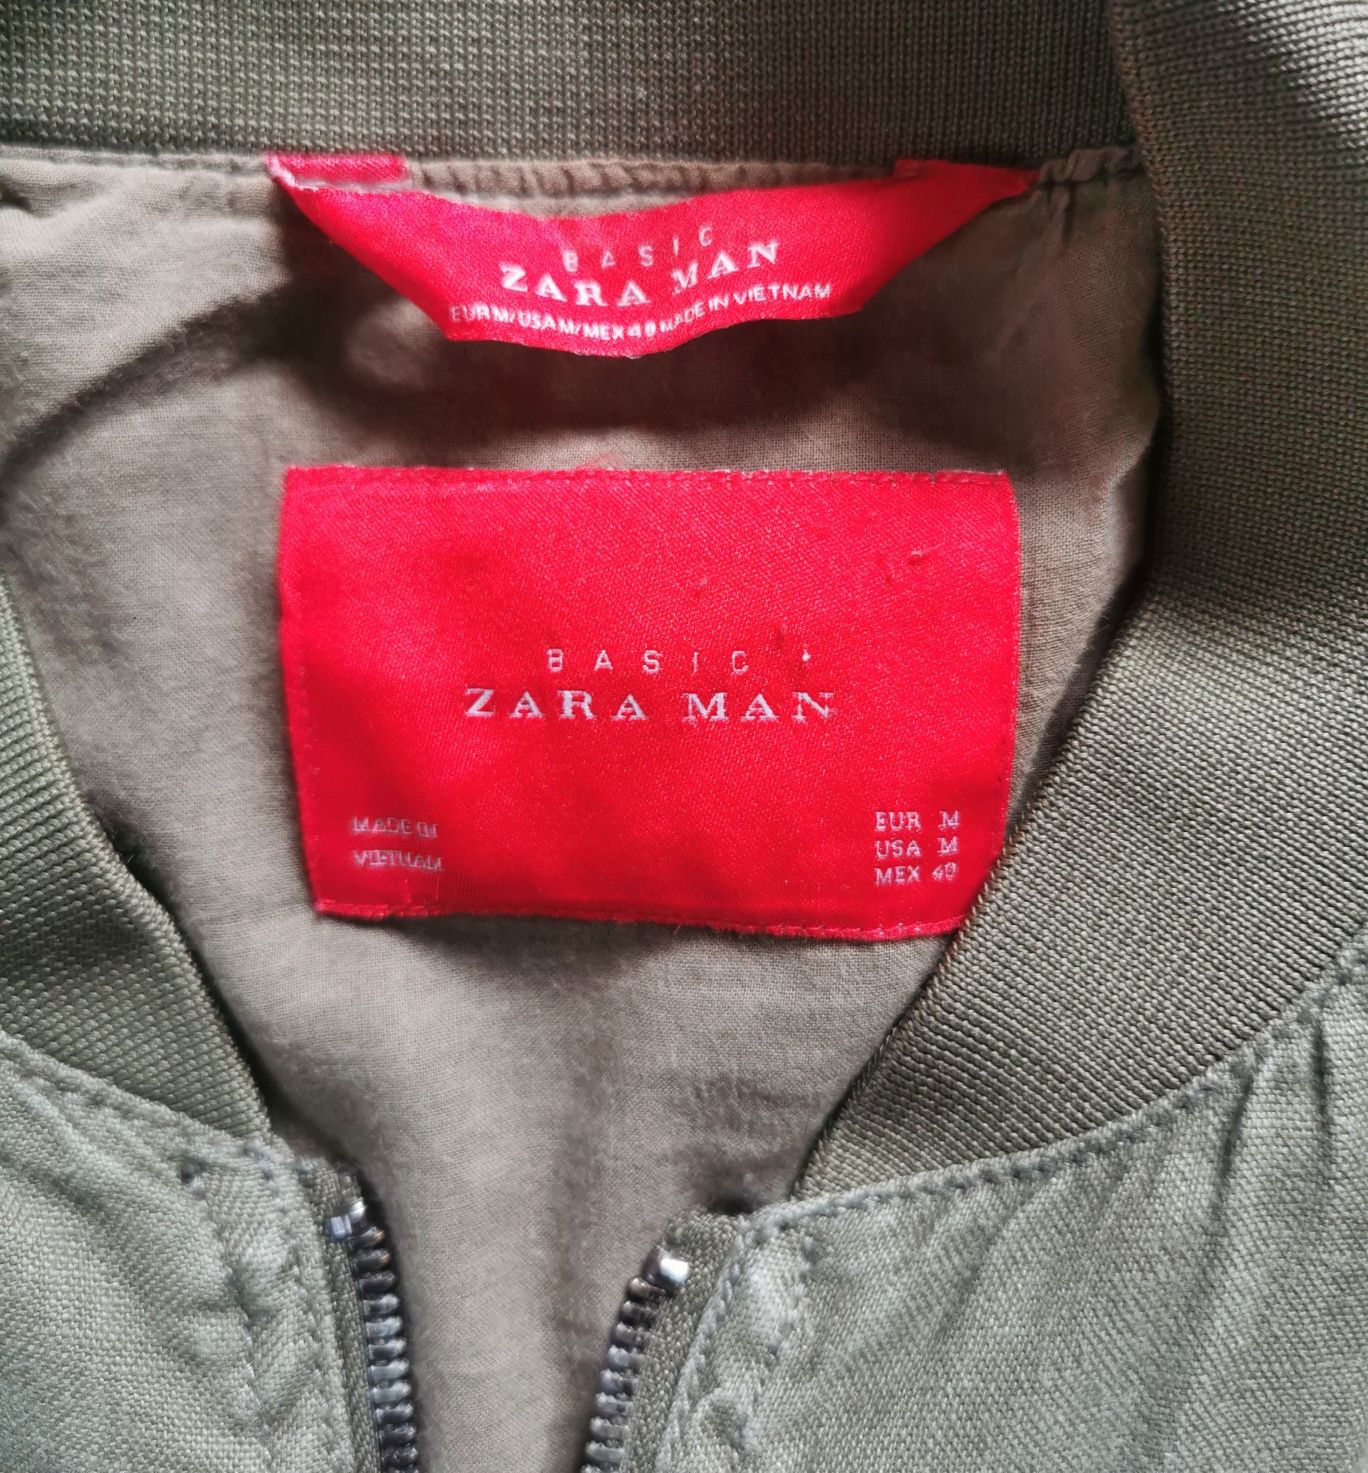 BASIC
ZARA MAN
EUR M/USA M/MEX 40 MADE IN VIETNAM
BASIC
ZARA MAN
MADE IN
VIETNAM
EUR M
USA M
MEX 40